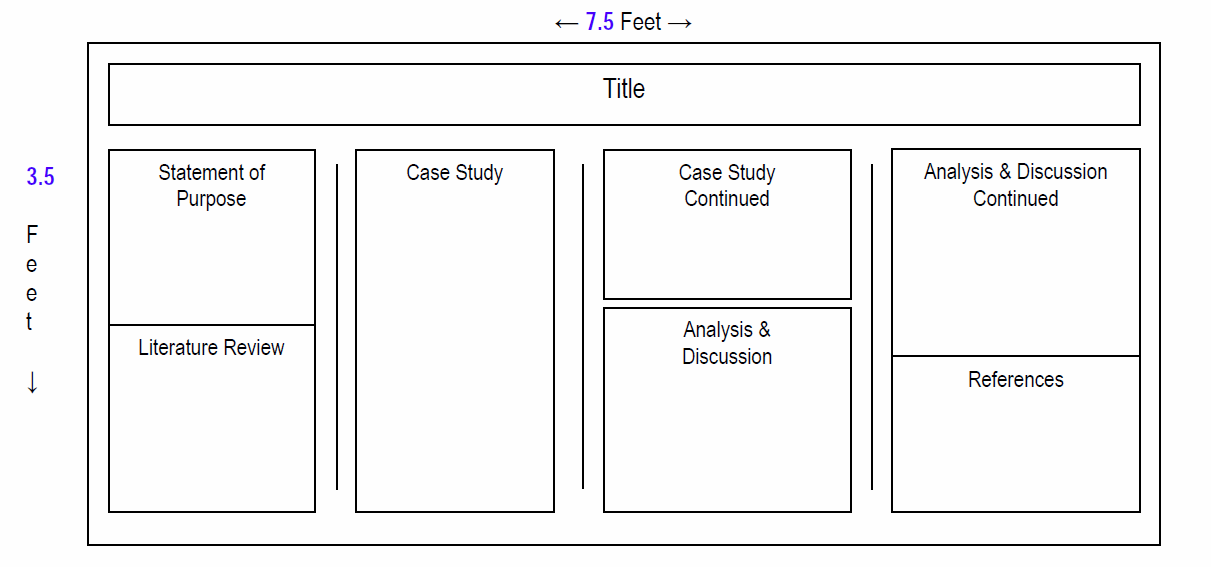 ← 7.5 Feet →
Title
3.5
F
e
e
t
↓
Statement of
Purpose
Literature Review
Case Study
Case Study
Continued
Analysis &
Discussion
Analysis & Discussion
Continued
References